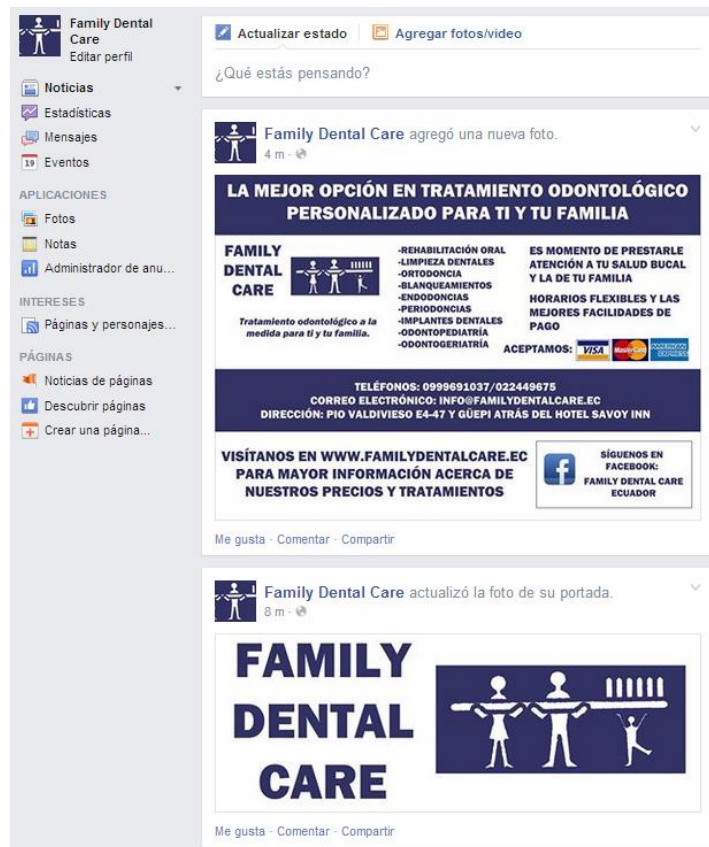 Family Dental
Care
Editar perfil
Noticias
Estadísticas
Mensajes
19 Eventos
APLICACIONES
Fotos
Notas
Administrador de anu...
INTERESES
Páginas y personajes...
PÁGINAS
Noticias de páginas
Descubrir páginas
Crear una página...
Actualizar estado
Agregar fotos/video
¿Qué estás pensando?
Family Dental Care agregó una nueva foto.
4 m ·
LA MEJOR OPCIÓN EN TRATAMIENTO ODONTOLÓGICO
PERSONALIZADO PARA TI Y TU FAMILIA
FAMILY
DENTAL
CARE
Tratamiento odontológico a la
medida para ti y tu familia.
-REHABILITACIÓN ORAL
-LIMPIEZA DENTALES
-ORTODONCIA
-BLANQUEAMIENTOS
-ENDODONCIAS
-PERIODONCIAS
-IMPLANTES DENTALES
-ODONTOPEDIATRÍA
-ODONTOGERIATRÍA
ES MOMENTO DE PRESTARLE
ATENCIÓN A TU SALUD BUCAL
Y LA DE TU FAMILIA
HORARIOS FLEXIBLES Y LAS
MEJORES FACILIDADES DE
PAGO
ACEPTAMOS: VISA MasterCard AMERICAN EXPRESS
TELÉFONOS: 0999691037/022449675
CORREO ELECTRÓNICO: INFO@FAMILYDENTALCARE.EC
DIRECCIÓN: PIO VALDIVIESO E4-47 Y GÜEPI ATRÁS DEL HOTEL SAVOY INN
VISÍTANOS EN WWW.FAMILYDENTALCARE.EC
PARA MAYOR INFORMACIÓN ACERCA DE
NUESTROS PRECIOS Y TRATAMIENTOS
f
SÍGUENOS EN
FACEBOOK:
FAMILY DENTAL CARE
ECUADOR
Me gusta · Comentar · Compartir
Family Dental Care actualizó la foto de su portada.
8 m ·
FAMILY
DENTAL
CARE
Me gusta · Comentar · Compartir